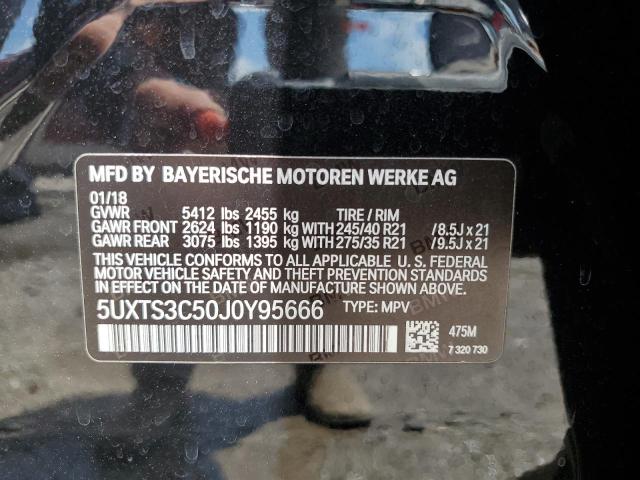 MFD BY BAYERISCHE MOTOREN WERKE AG
01/18
GVWR 5412 lbs 2455 kg TIRE / RIM
GAWR FRONT 2624 lbs 1190 kg WITH 245/40 R21 /8.5J x 21
GAWR REAR 3075 lbs 1395 kg WITH 275/35 R21 /9.5J x 21
THIS VEHICLE CONFORMS TO ALL APPLICABLE U. S. FEDERAL
MOTOR VEHICLE SAFETY AND THEFT PREVENTION STANDARDS
IN EFFECT ON THE DATE OF MANUFACTURE SHOWN ABOVE.
5UXTS3C50J0Y95666 TYPE: MPV
475M
7 320 730